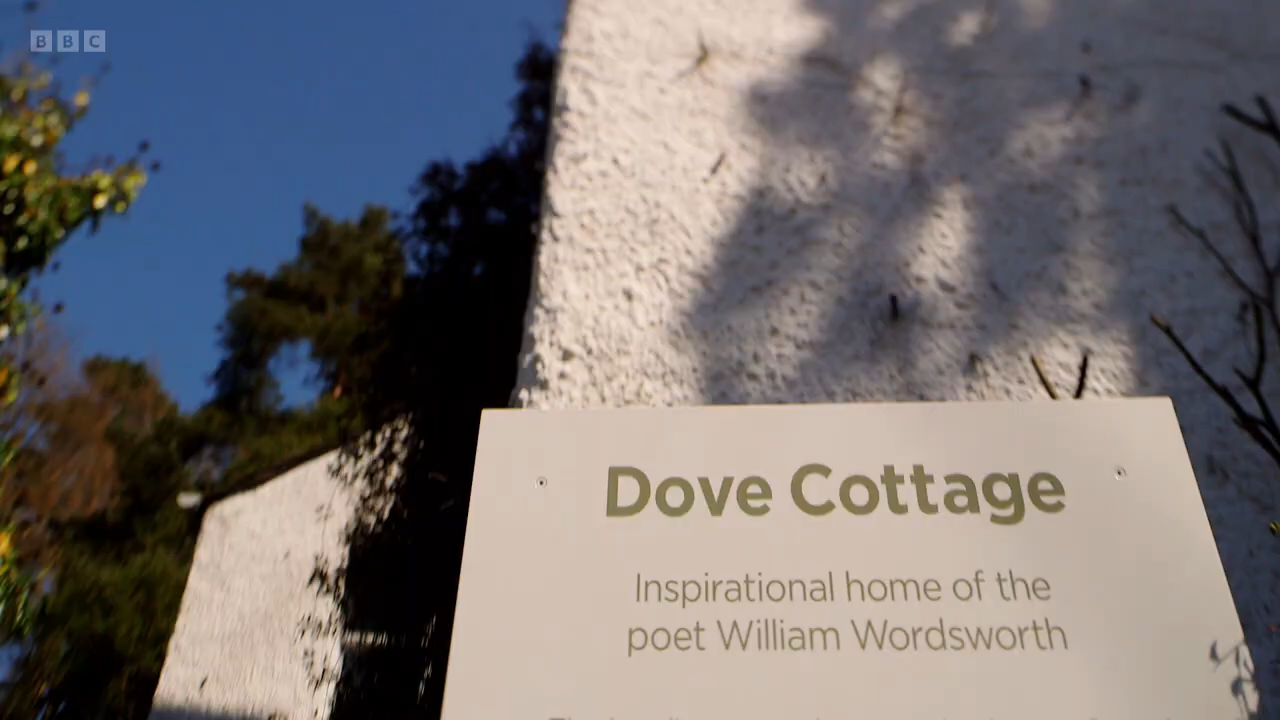 BBC
Dove Cottage
Inspirational home of the
poet William Wordsworth